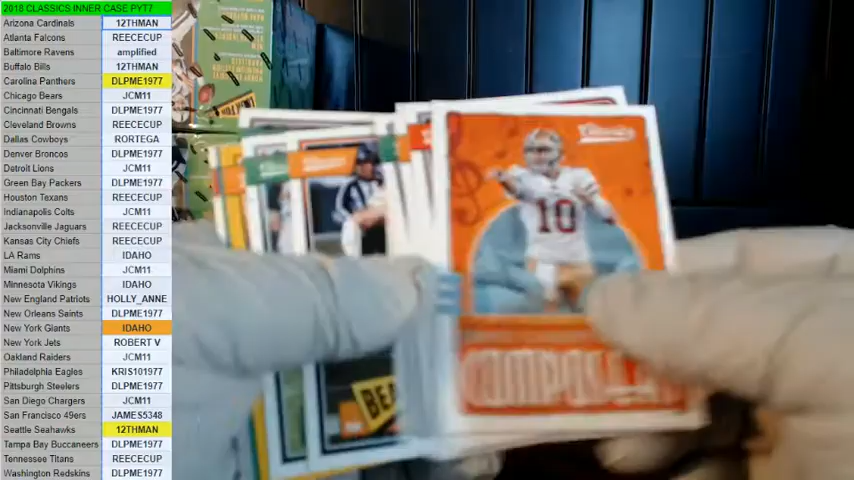 2018 CLASSICS INNER CASE PYT7
Arizona Cardinals 12THMAN
Atlanta Falcons REECECUP
Baltimore Ravens amplified
Buffalo Bills 12THMAN
Carolina Panthers DLPME1977
Chicago Bears JCM11
Cincinnati Bengals DLPME1977
Cleveland Browns REECECUP
Dallas Cowboys RORTEGA
Denver Broncos DLPME1977
Detroit Lions JCM11
Green Bay Packers DLPME1977
Houston Texans REECECUP
Indianapolis Colts JCM11
Jacksonville Jaguars REECECUP
Kansas City Chiefs REECECUP
LA Rams IDAHO
Miami Dolphins JCM11
Minnesota Vikings IDAHO
New England Patriots HOLLY_ANNE
New Orleans Saints DLPME1977
New York Giants IDAHO
New York Jets ROBERT V
Oakland Raiders JCM11
Philadelphia Eagles KRIS101977
Pittsburgh Steelers DLPME1977
San Diego Chargers JCM11
San Francisco 49ers JAMES5348
Seattle Seahawks 12THMAN
Tampa Bay Buccaneers DLPME1977
Tennessee Titans REECECUP
Washington Redskins DLPME1977
Classics
10